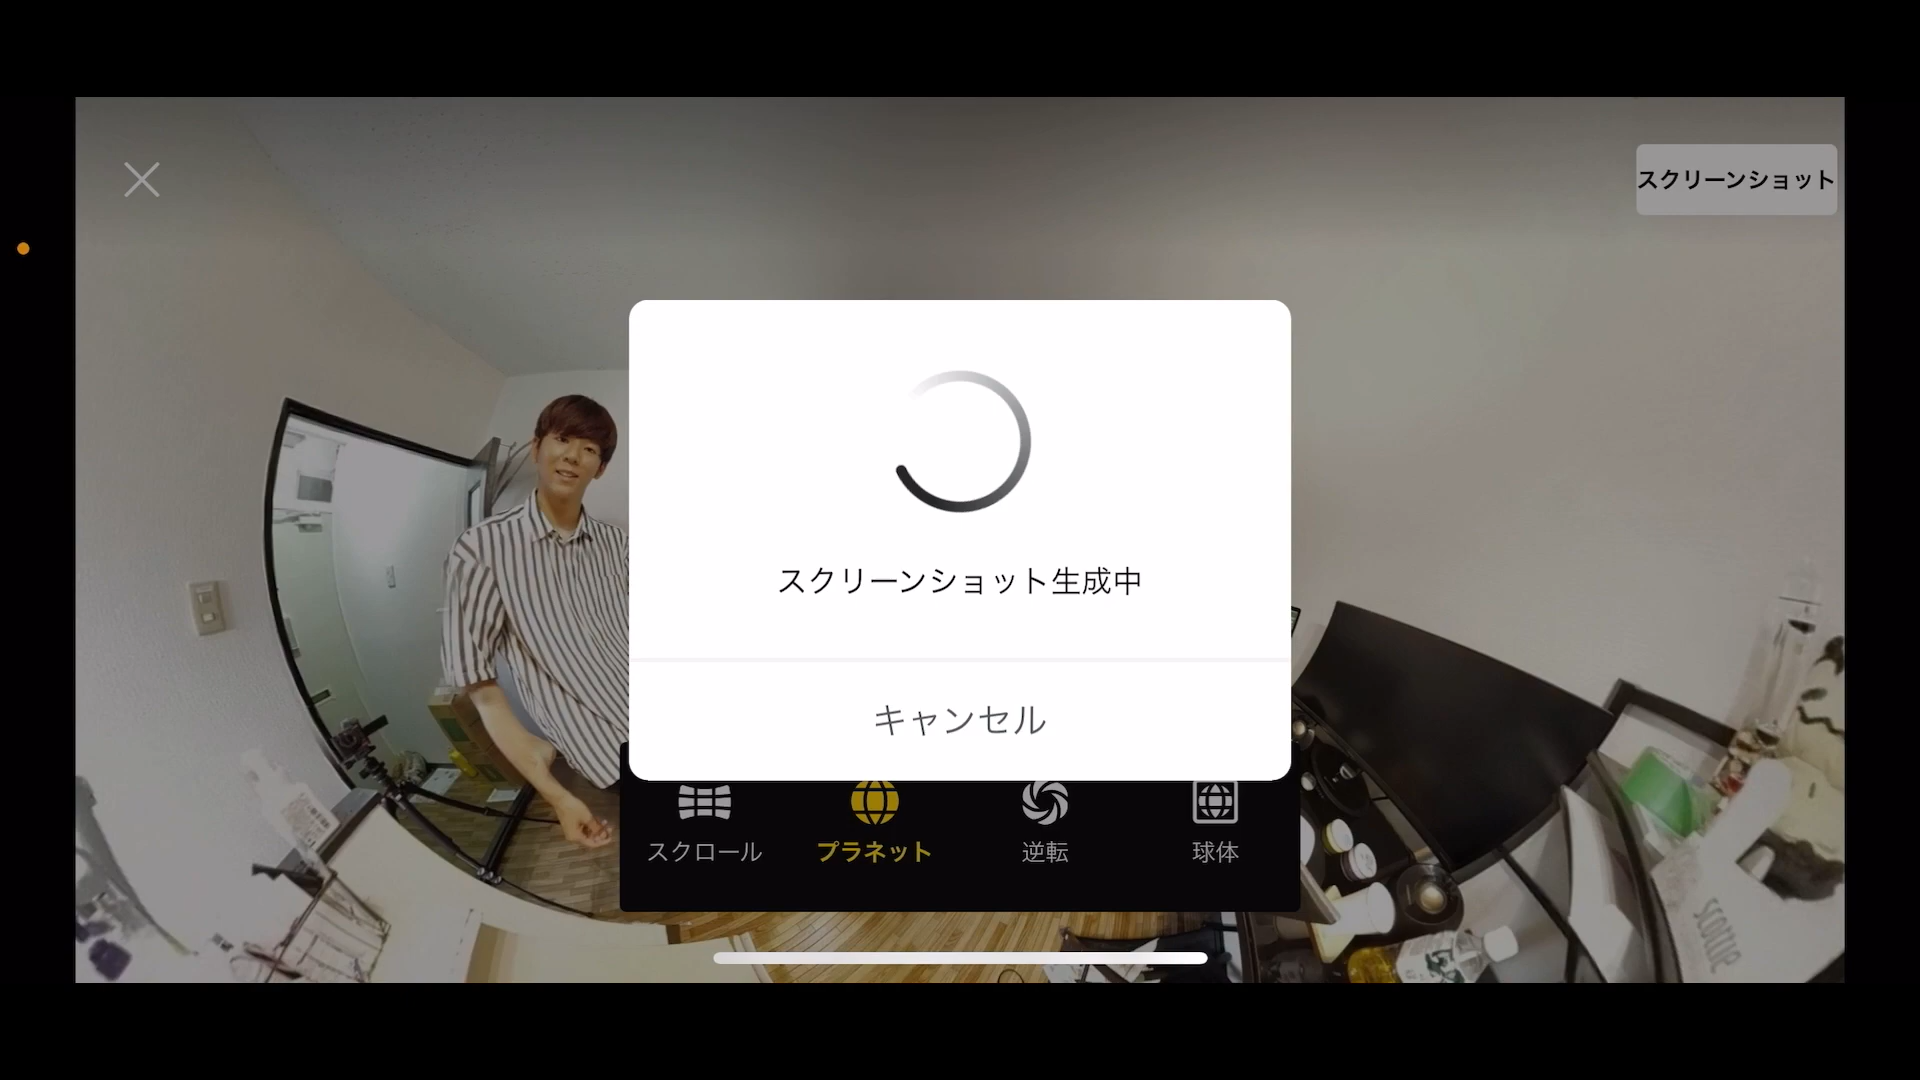 スクリーンショット
スクリーンショット生成中
キャンセル
スクロール
プラネット
逆転
球体
scottie